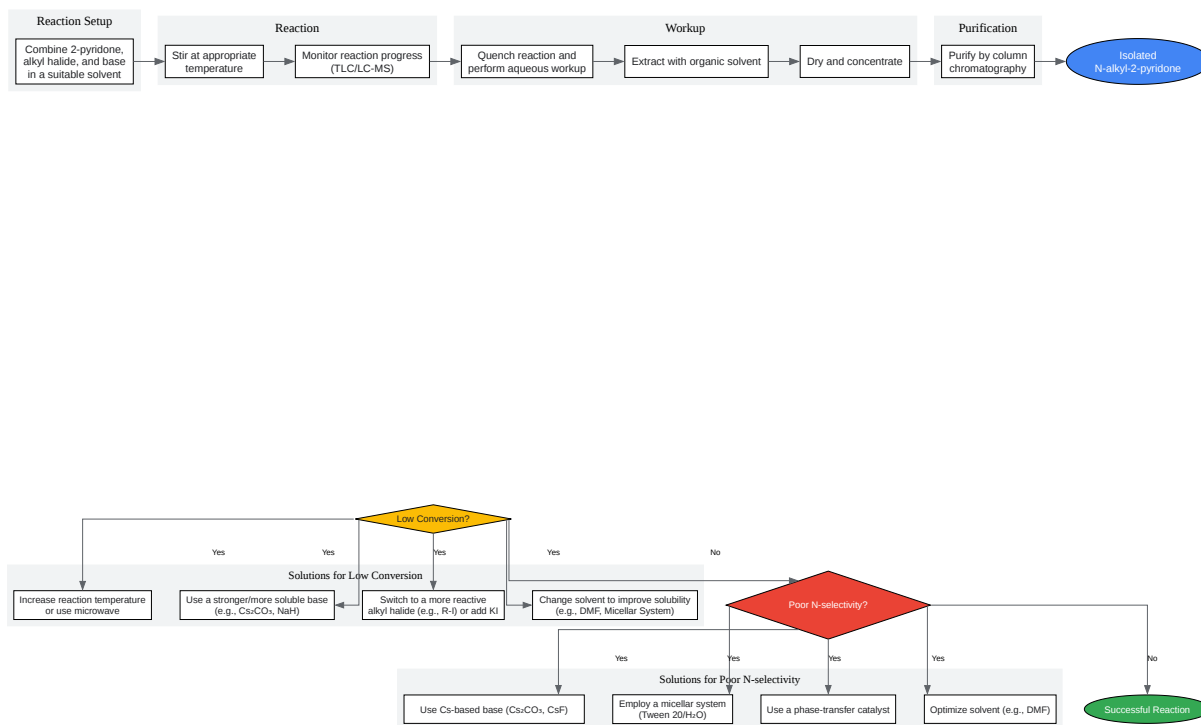 Reaction Setup
Reaction
Workup
Purification
Combine 2-pyridone,
alkyl halide, and base
in a suitable solvent
Stir at appropriate
temperature
Monitor reaction progress
(TLC/LC-MS)
Quench reaction and
perform aqueous workup
Extract with organic solvent
Dry and concentrate
Purify by column
chromatography
Isolated
N-alkyl-2-pyridone
Low Conversion?
Yes
Yes
Yes
Yes
No
Solutions for Low Conversion
Increase reaction temperature
or use microwave
Use a stronger/more soluble base
(e.g., Cs₂CO₃, NaH)
Switch to a more reactive
alkyl halide (e.g., R-I) or add KI
Change solvent to improve solubility
(e.g., DMF, Micellar System)
Poor N-selectivity?
Yes
Yes
Yes
Yes
No
Solutions for Poor N-selectivity
Use Cs-based base (Cs₂CO₃, CsF)
Employ a micellar system
(Tween 20/H₂O)
Use a phase-transfer catalyst
Optimize solvent (e.g., DMF)
Successful Reaction